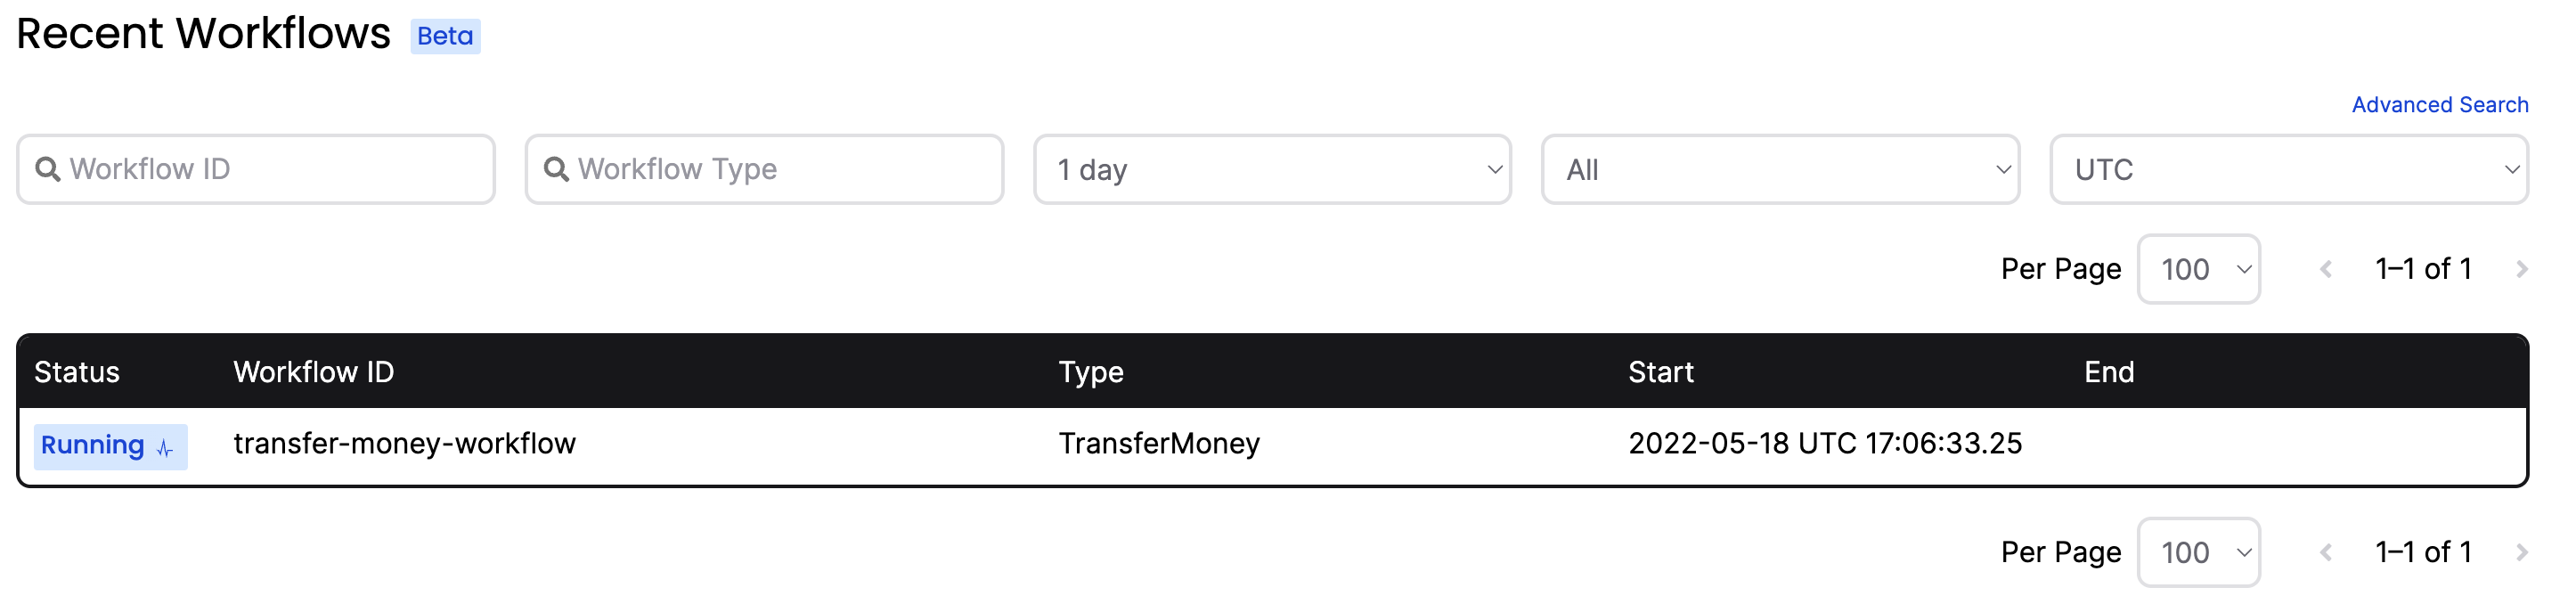 Recent Workflows Beta
Advanced Search
Workflow ID Workflow Type 1 day All UTC
Per Page 100 1–1 of 1
Status Workflow ID Type Start End
Running transfer-money-workflow TransferMoney 2022-05-18 UTC 17:06:33.25
Per Page 100 1–1 of 1